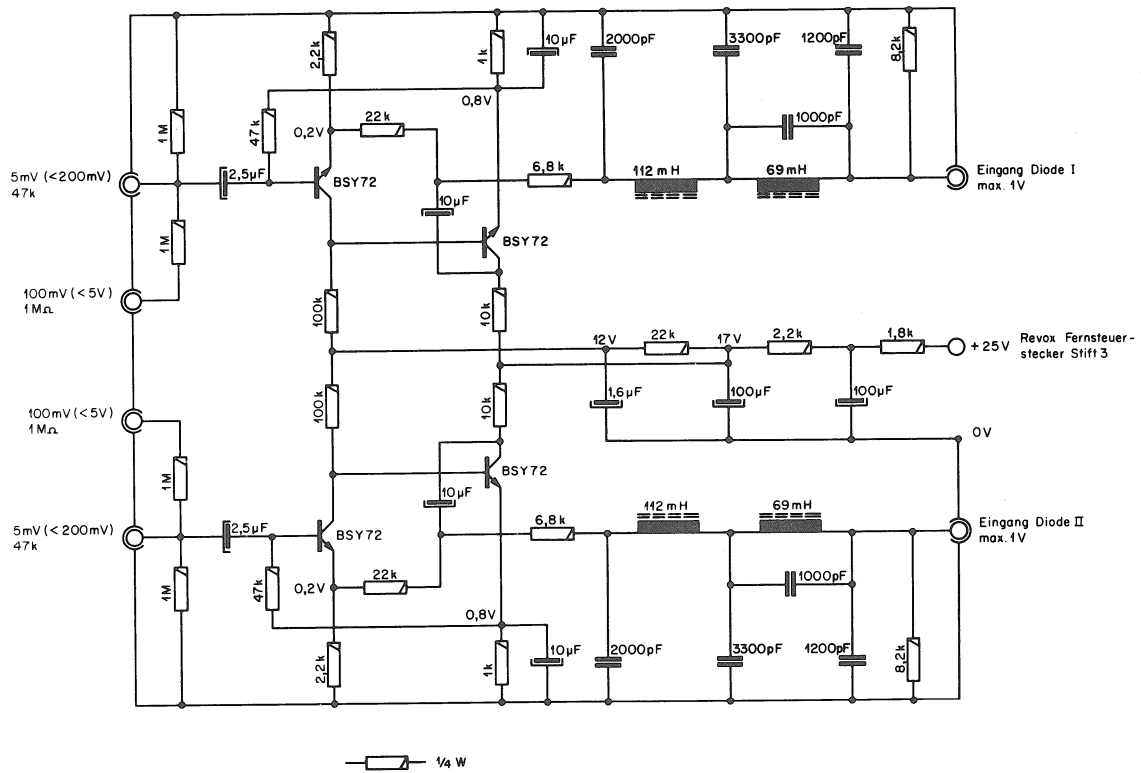 2,2k
1k
10µF
2000pF
3300pF
1200pF
8,2k
0,8V
1M
47k
0,2V
22k
1000pF
5mV (<200mV)
47k
2,5µF
BSY72
6,8k
112mH
69mH
Eingang Diode I
max. 1V
1M
10µF
BSY72
100mV (<5V)
1MΩ
100k
10k
12V
22k
17V
2,2k
1,8k
+25V
Revox Fernsteuer-
stecker Stift 3
100k
10k
1,6µF
100µF
100µF
100mV (<5V)
1MΩ
0V
1M
BSY72
10µF
112mH
69mH
5mV (<200mV)
47k
2,5µF
BSY72
6,8k
Eingang Diode II
max. 1V
1M
47k
0,2V
22k
1000pF
0,8V
2,2k
1k
10µF
2000pF
3300pF
1200pF
8,2k
1/4 W